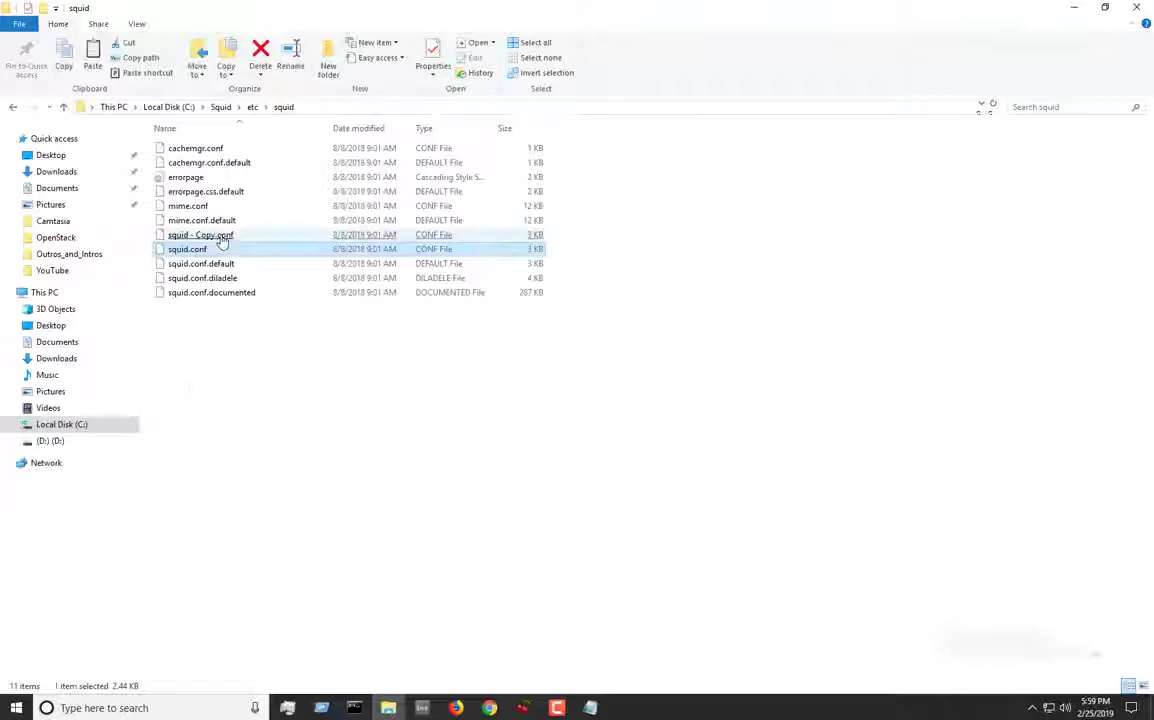 squid
File Home Share View
Pin to Quick access
Copy
Paste
Cut
Copy path
Paste shortcut
Clipboard
Move to
Copy to
Delete
Rename
Organize
New folder
New item
Easy access
New
Properties
Open
Edit
History
Open
Select all
Select none
Invert selection
Select
This PC Local Disk (C:) Squid etc squid
Search squid
Name Date modified Type Size
cachemgr.conf 8/8/2018 9:01 AM CONF File 1 KB
cachemgr.conf.default 8/8/2018 9:01 AM DEFAULT File 1 KB
errorpage 8/8/2018 9:01 AM Cascading Style S... 2 KB
errorpage.css.default 8/8/2018 9:01 AM DEFAULT File 2 KB
mime.conf 8/8/2018 9:01 AM CONF File 12 KB
mime.conf.default 8/8/2018 9:01 AM DEFAULT File 12 KB
squid - Copy.conf 8/8/2018 9:01 AM CONF File 3 KB
squid.conf 8/8/2018 9:01 AM CONF File 3 KB
squid.conf.default 8/8/2018 9:01 AM DEFAULT File 3 KB
squid.conf.diladele 8/8/2018 9:01 AM DILADELE File 4 KB
squid.conf.documented 8/8/2018 9:01 AM DOCUMENTED File 287 KB
Quick access
Desktop
Downloads
Documents
Pictures
Camtasia
OpenStack
Outros_and_Intros
YouTube
This PC
3D Objects
Desktop
Documents
Downloads
Music
Pictures
Videos
Local Disk (C:)
(D:) (D:)
Network
11 items 1 item selected 2.44 KB
Type here to search
5:59 PM
2/25/2019